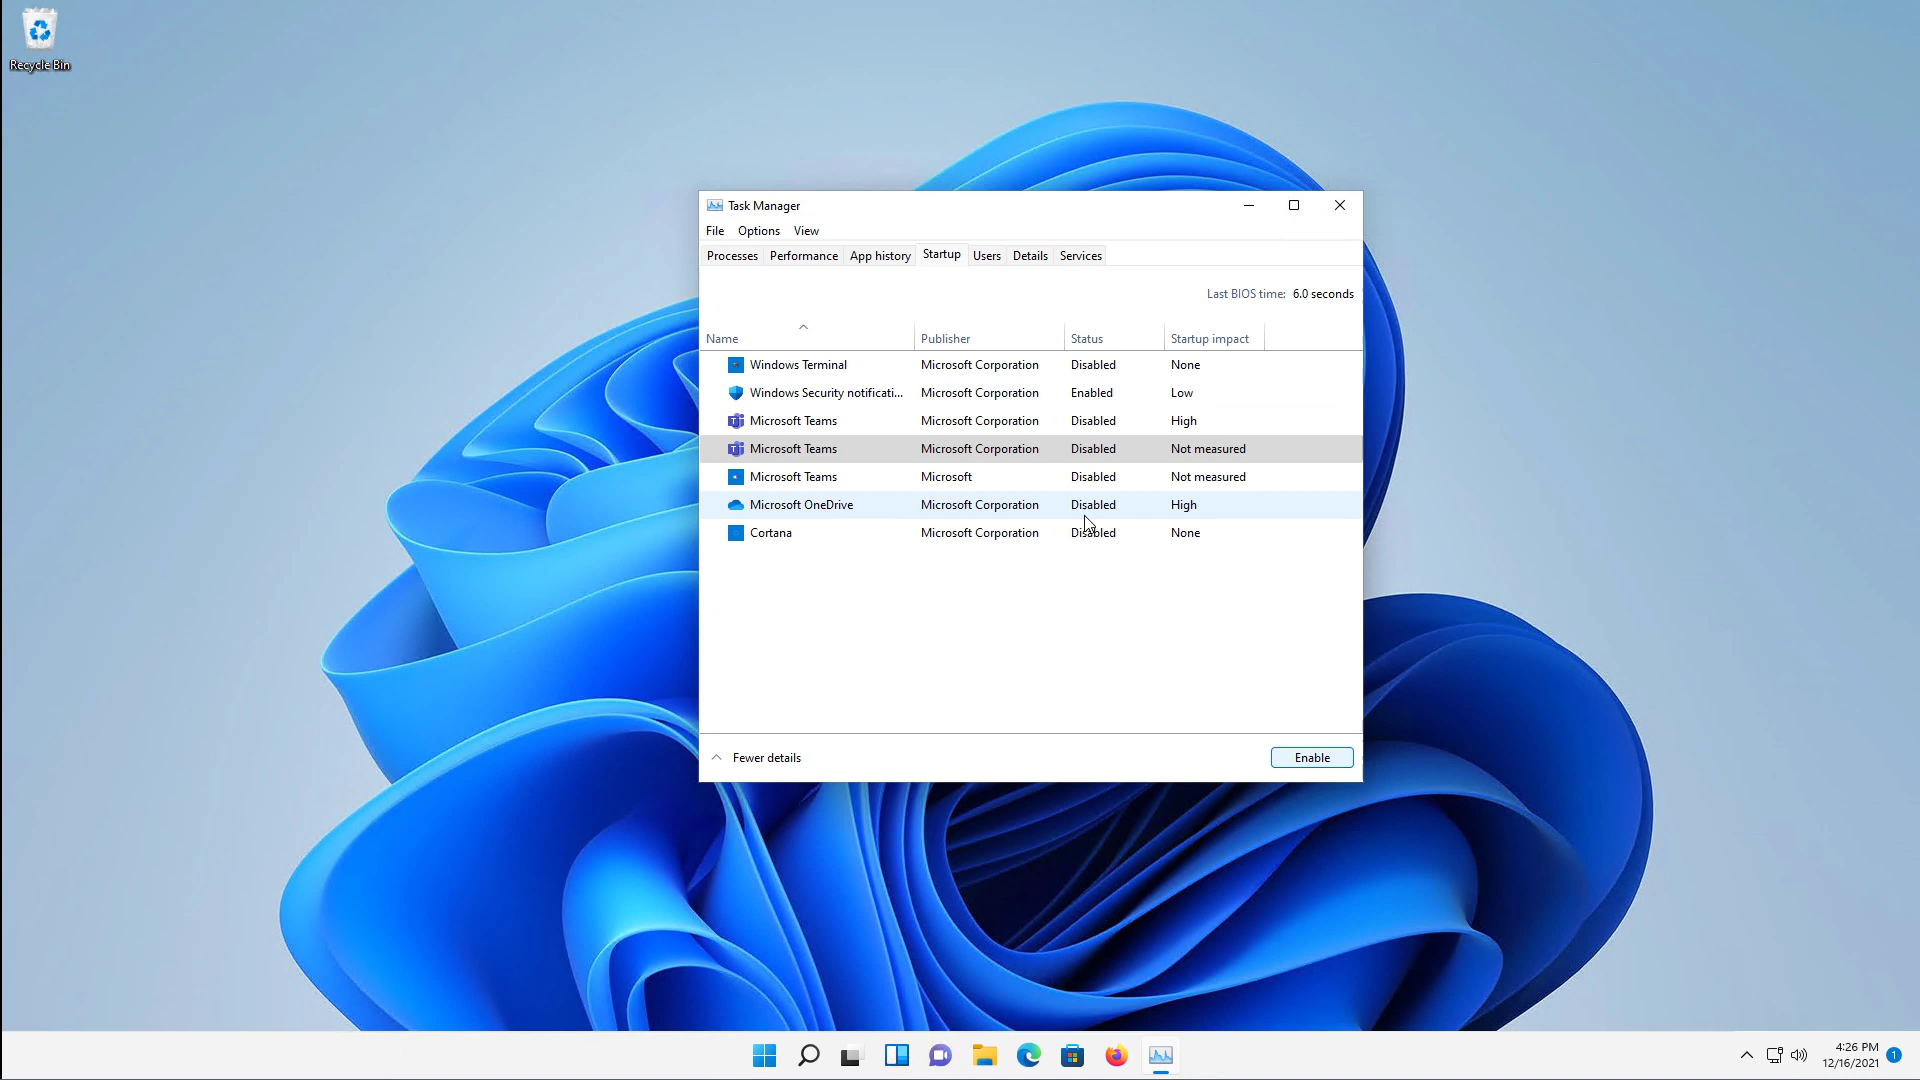 Recycle Bin
Task Manager
File Options View
Processes Performance App history Startup Users Details Services
Last BIOS time: 6.0 seconds
Name Publisher Status Startup impact
Windows Terminal Microsoft Corporation Disabled None
Windows Security notificati... Microsoft Corporation Enabled Low
Microsoft Teams Microsoft Corporation Disabled High
Microsoft Teams Microsoft Corporation Disabled Not measured
Microsoft Teams Microsoft Disabled Not measured
Microsoft OneDrive Microsoft Corporation Disabled High
Cortana Microsoft Corporation Disabled None
Fewer details Enable
4:26 PM
12/16/2021 1